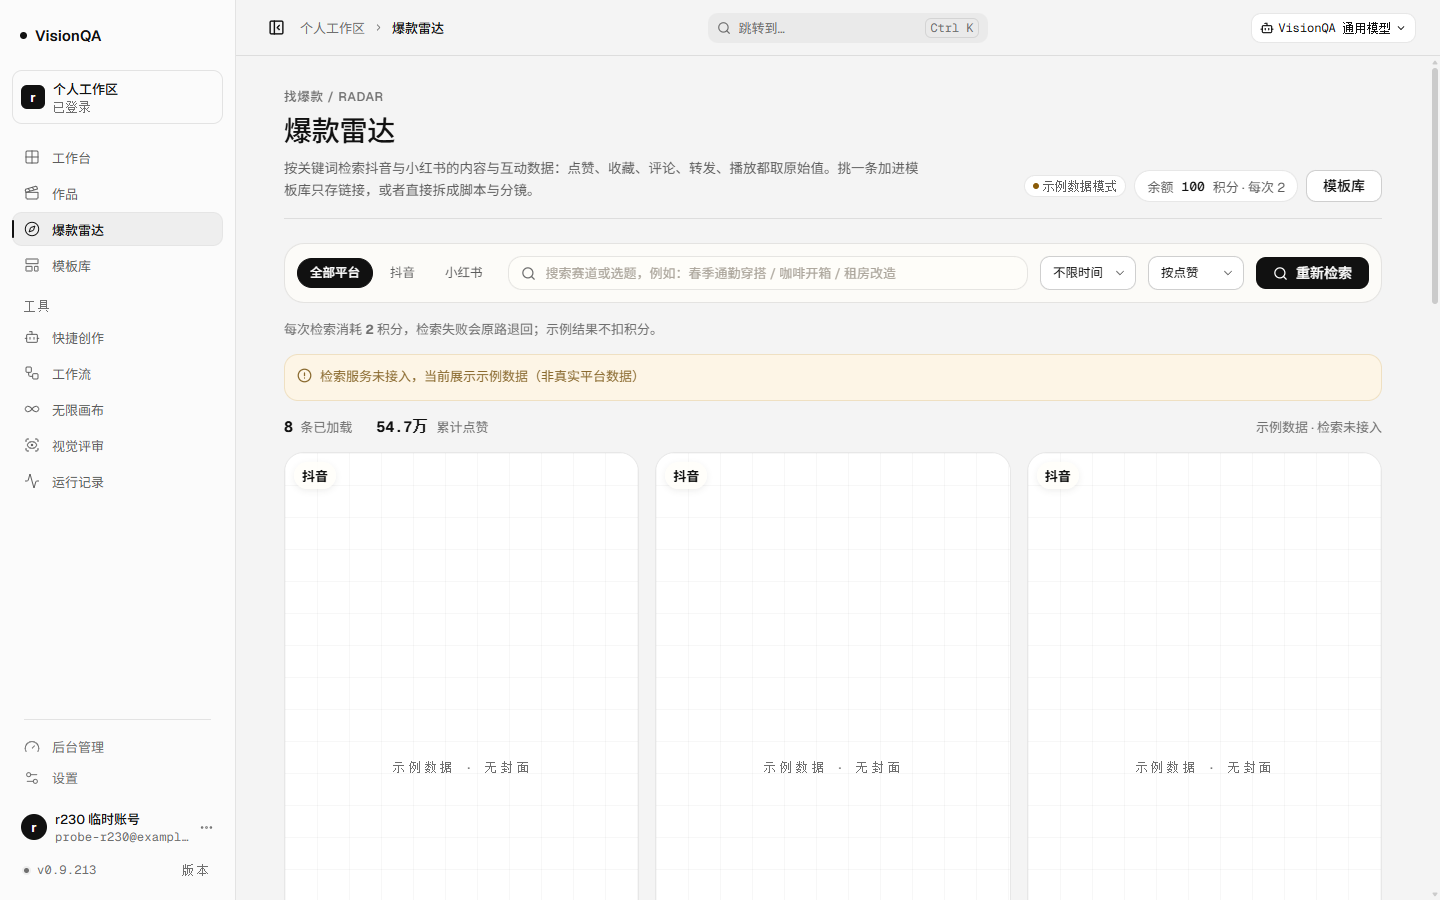 VisionQA
r
个人工作区
已登录
工作台
作品
爆款雷达
模板库
工具
快捷创作
工作流
无限画布
视觉评审
运行记录
后台管理
设置
r
r230 临时账号
probe-r230@exampl…
v0.9.213
版本
个人工作区 › 爆款雷达
跳转到…
Ctrl K
VisionQA 通用模型
找爆款 / RADAR
爆款雷达
按关键词检索抖音与小红书的内容与互动数据：点赞、收藏、评论、转发、播放都取原始值。挑一条加进模
板库只存链接，或者直接拆成脚本与分镜。
示例数据模式
余额 100 积分 · 每次 2
模板库
全部平台
抖音
小红书
搜索赛道或选题，例如：春季通勤穿搭 / 咖啡开箱 / 租房改造
不限时间
按点赞
重新检索
每次检索消耗 2 积分，检索失败会原路退回；示例结果不扣积分。
检索服务未接入，当前展示示例数据（非真实平台数据）
8 条已加载 54.7万 累计点赞
示例数据 · 检索未接入
抖音
示例数据 · 无封面
抖音
示例数据 · 无封面
抖音
示例数据 · 无封面